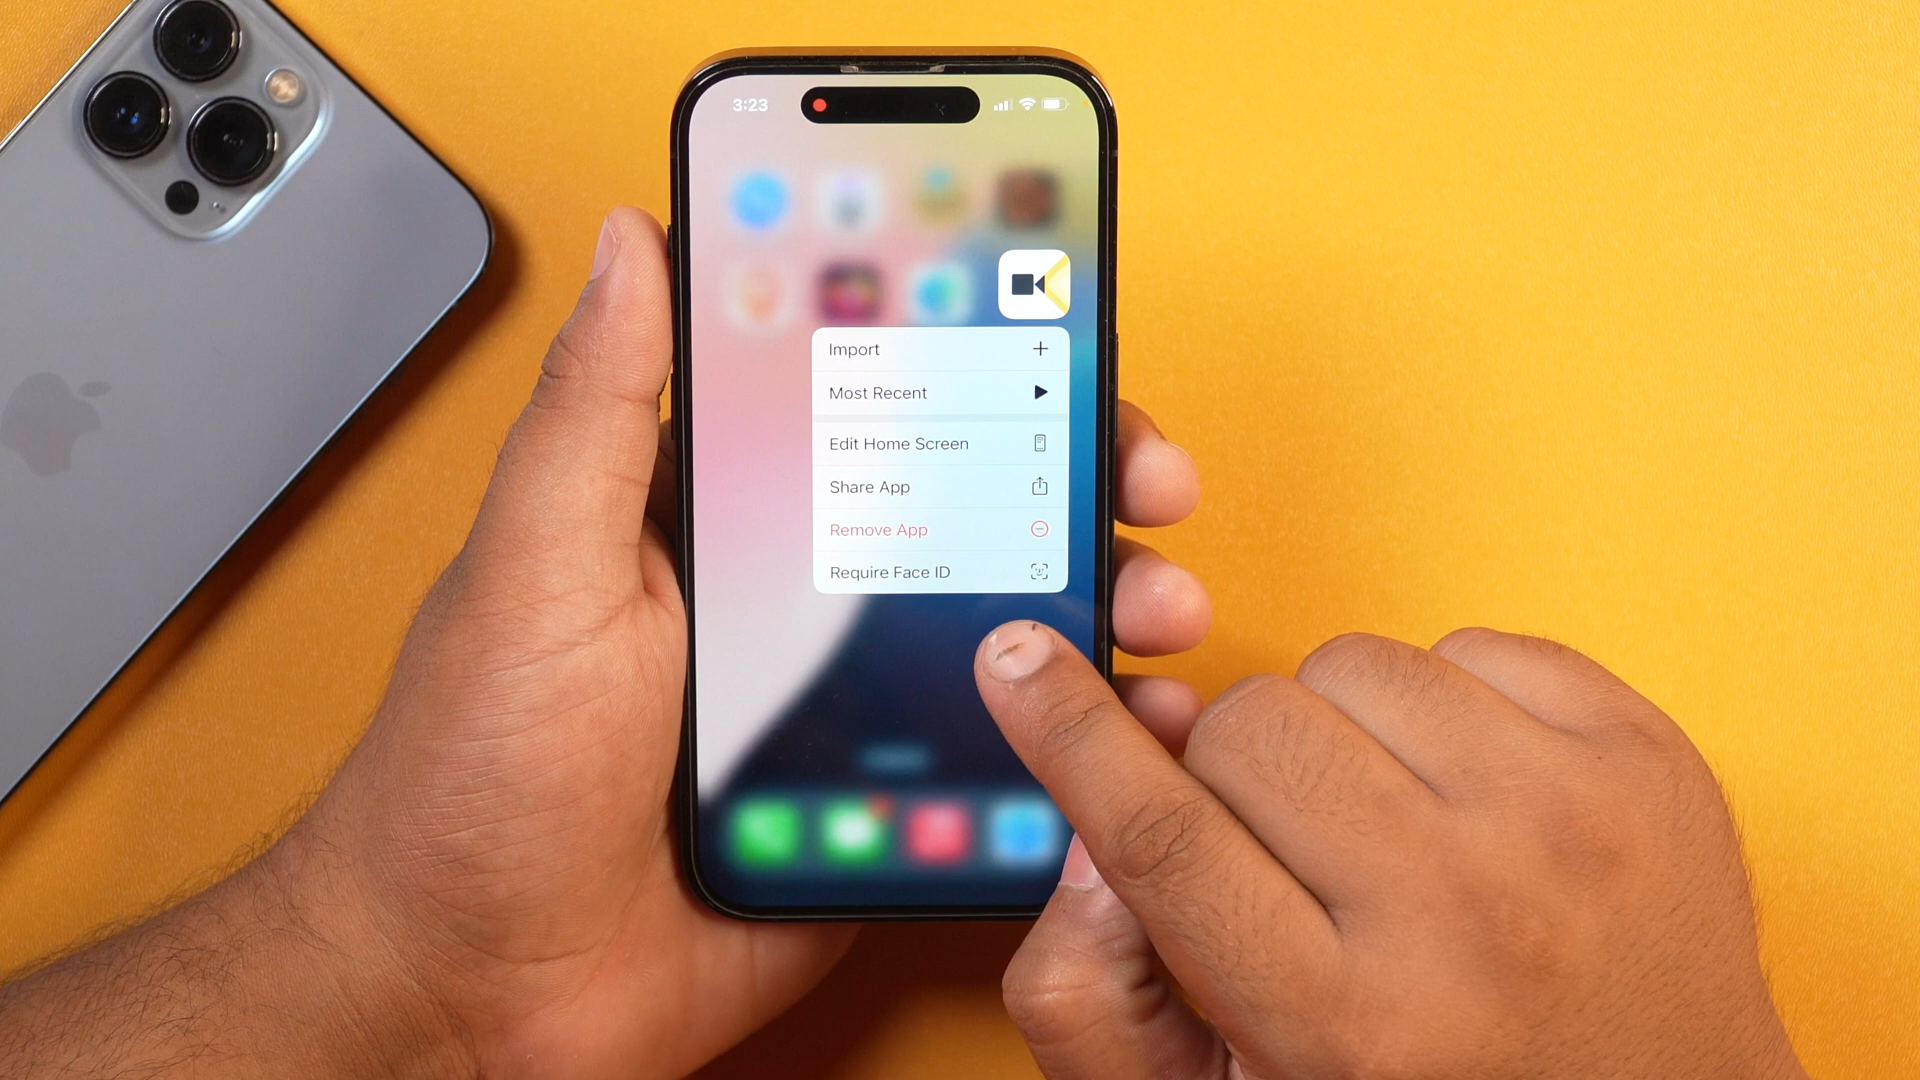 3:23
Import
Most Recent
Edit Home Screen
Share App
Remove App
Require Face ID